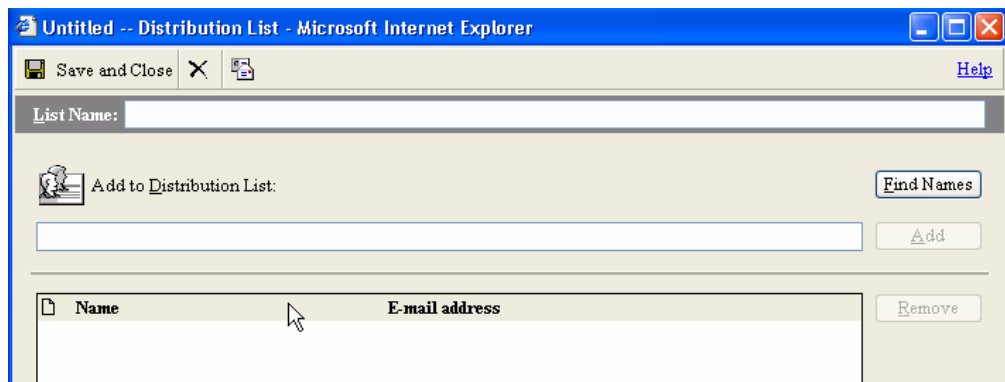 Untitled -- Distribution List - Microsoft Internet Explorer
Save and Close Help
List Name:
Add to Distribution List: Find Names
Add
Name E-mail address Remove